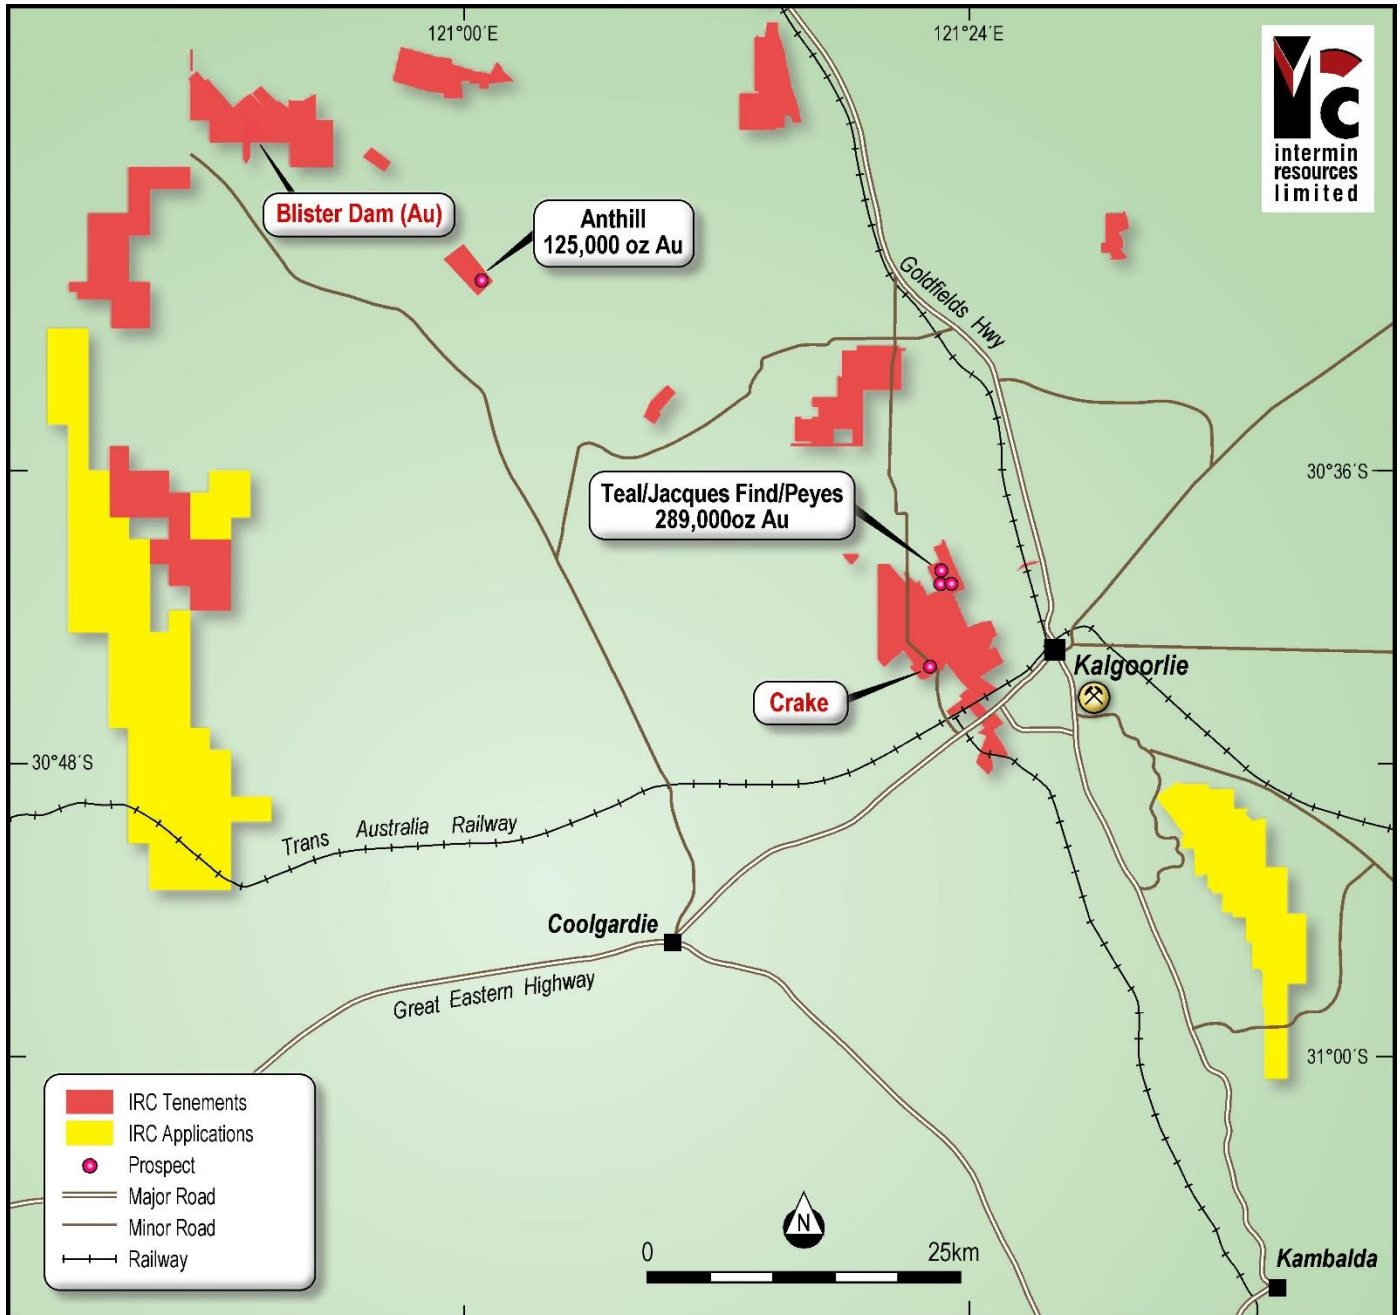 121°00´E
121°24´E
Ic
intermin
resources
limited
Blister Dam (Au)
Anthill
125,000 oz Au
Goldfields Hwy
30°36´S
Teal/Jacques Find/Peyes
289,000oz Au
Kalgoorlie
Crake
30°48´S
Trans Australia Railway
Coolgardie
Great Eastern Highway
31°00´S
IRC Tenements
IRC Applications
Prospect
Major Road
Minor Road
Railway
N
0 25km
Kambalda